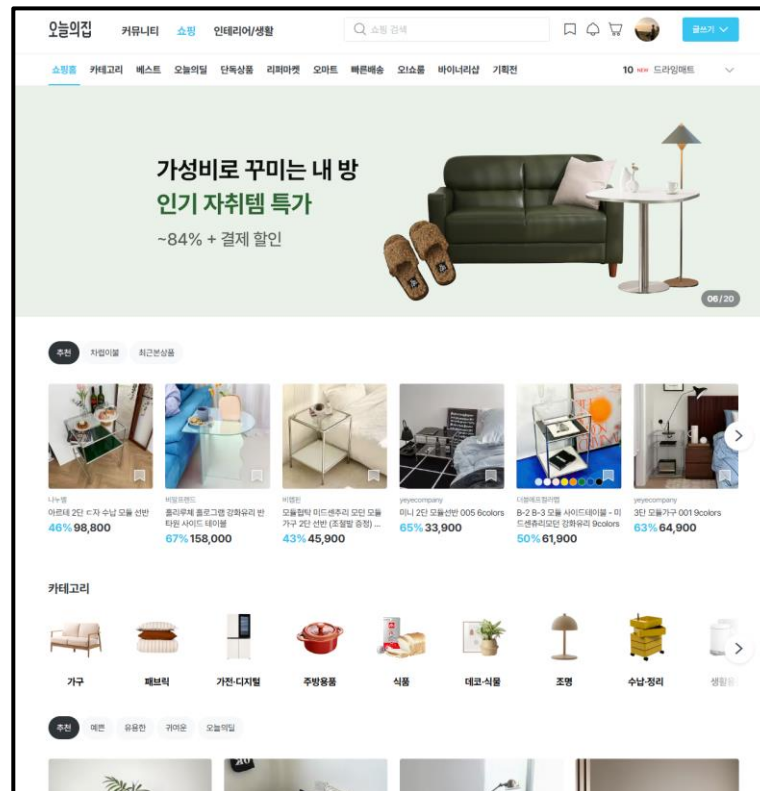 오늘의집
커뮤니티 쇼핑 인테리어/생활
쇼핑 검색
글쓰기
쇼핑홈 카테고리 베스트 오늘의딜 단독상품 리퍼마켓 오마트 빠른배송 오!쇼룸 바이너리샵 기획전
10 NEW 드라잉매트
가성비로 꾸미는 내 방
인기 자취템 특가
~84% + 결제 할인
06/20
추천 차렵이불 최근본상품
나누엘
아르테 2단 ㄷ자 수납 모듈 선반
46% 98,800
홀리루체 홀로그램 강화유리 반
타원 사이드 테이블
67% 158,000
모듈협탁 미드센추리 모던 모듈
가구 2단 선반 (조절발 증정) ...
43% 45,900
yeyecompany
미니 2단 모듈선반 005 6colors
65% 33,900
B-2 B-3 모듈 사이드테이블 - 미
드센츄리모던 강화유리 9colors
50% 61,900
yeyecompany
3단 모듈가구 001 9colors
63% 64,900
카테고리
가구 패브릭 가전·디지털 주방용품 식품 데코·식물 조명 수납·정리 생활용
추천 예쁜 유용한 귀여운 오늘의딜